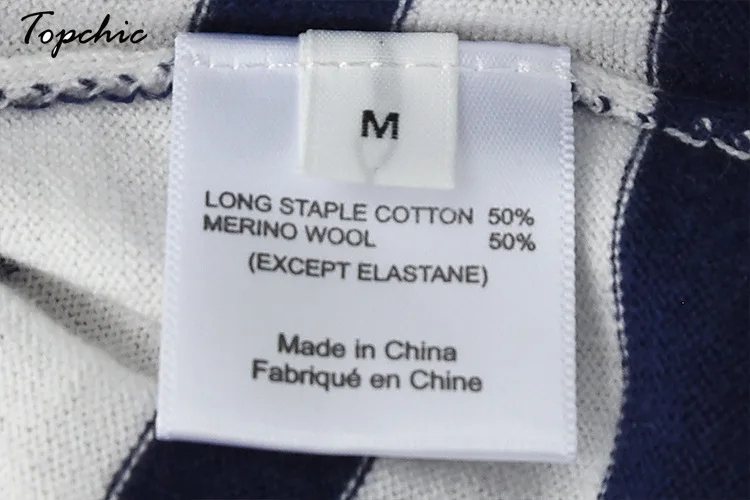 Topchic
M
LONG STAPLE COTTON 50%
MERINO WOOL 50%
(EXCEPT ELASTANE)
Made in China
Fabriqué en Chine